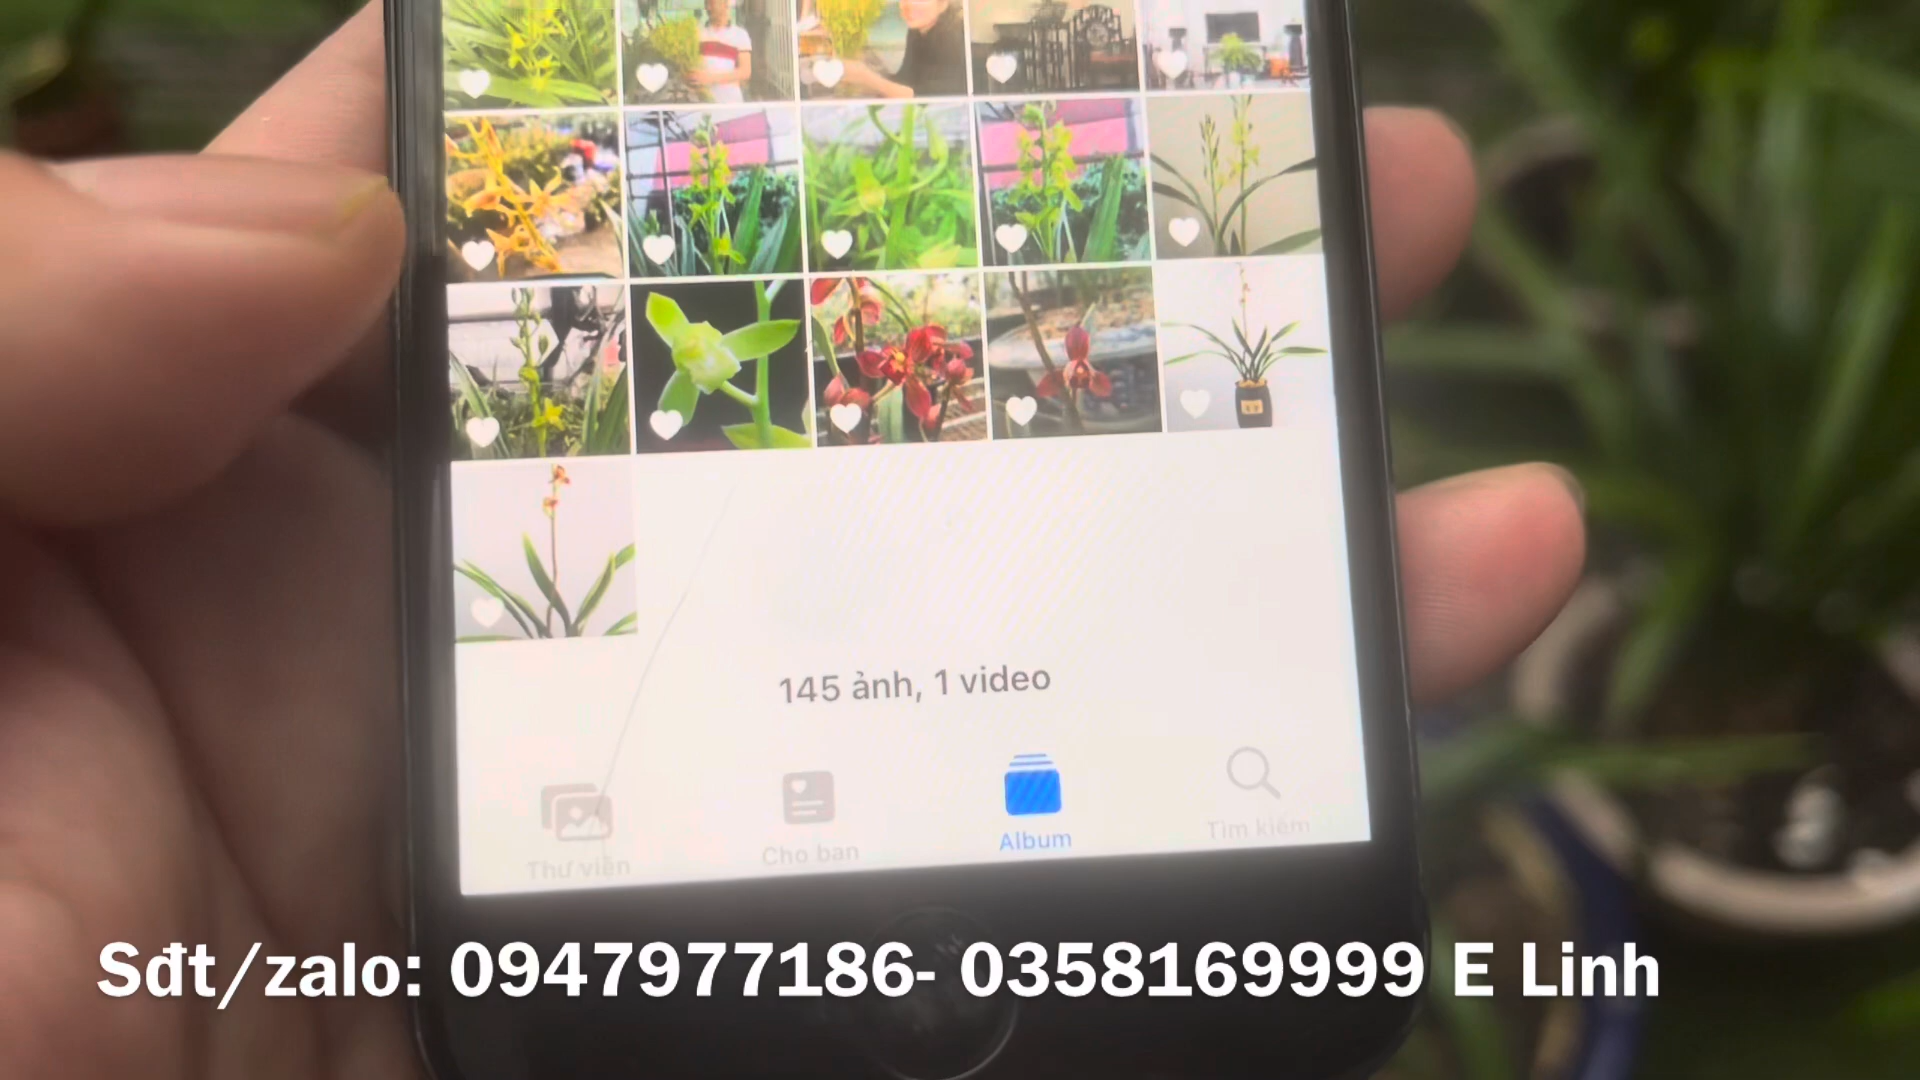 145 ảnh, 1 video
Thư viện
Cho bạn
Album
Tìm kiếm
Sđt/zalo: 0947977186- 0358169999 E Linh